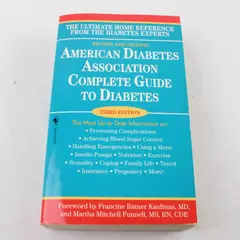 THE ULTIMATE HOME REFERENCE
FROM THE DIABETES EXPERTS
REVISED AND UPDATED
AMERICAN DIABETES
ASSOCIATION
COMPLETE GUIDE
TO DIABETES
THIRD EDITION
The Most Up-to-Date Information on:
• Preventing Complications
• Achieving Blood Sugar Control
• Handling Emergencies • Using a Meter
• Insulin Pumps • Nutrition • Exercise
• Sexuality • Coping • Family Life • Travel
• Insurance • Pregnancy • More!
Foreword by Francine Ratner Kaufman, MD,
and Martha Mitchell Funnell, MS, RN, CDE